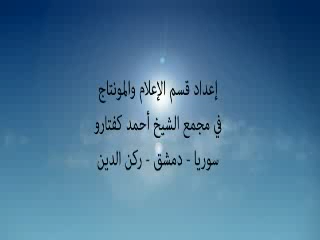 إعداد قسم الإعلام والمونتاج
في مجمع الشيخ أحمد كفتارو
سوريا - دمشق - ركن الدين